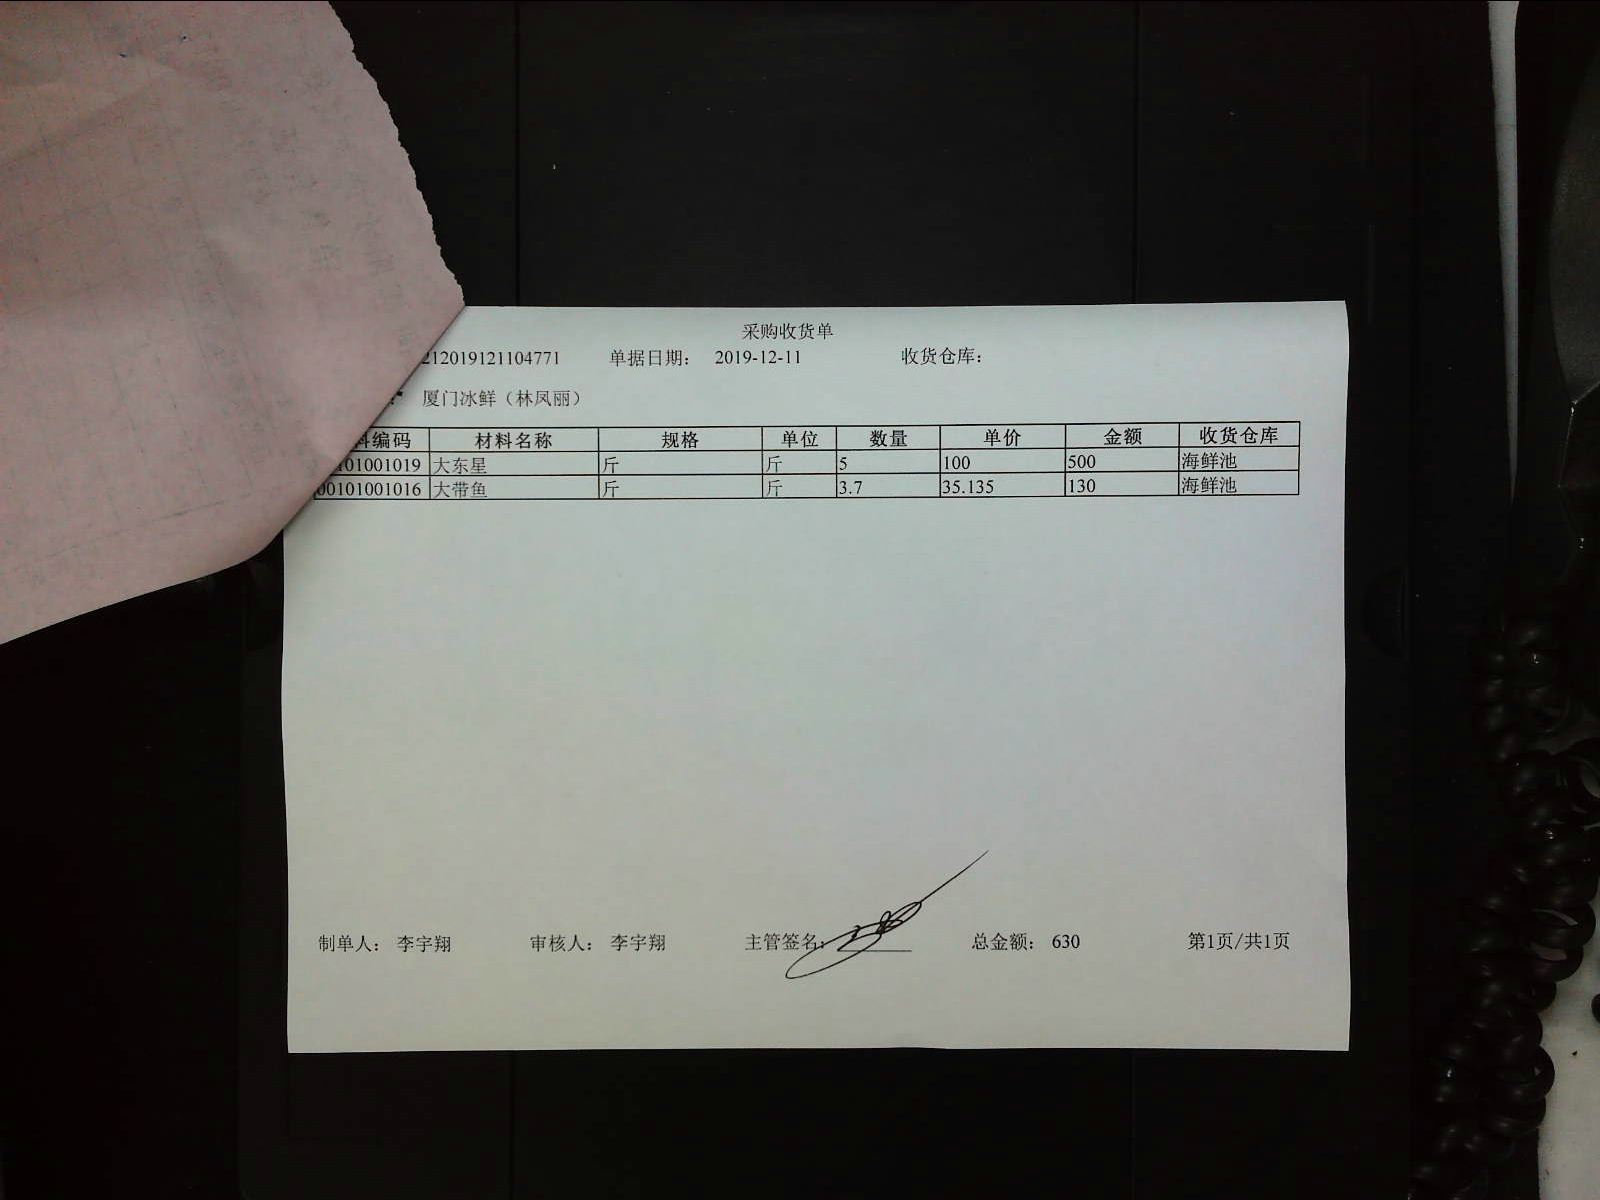 采购收货单
212019121104771 单据日期： 2019-12-11 收货仓库：
厦门冰鲜（林凤丽）
料编码 材料名称 规格 单位 数量 单价 金额 收货仓库
01001019 大东星 斤 斤 5 100 500 海鲜池
00101001016 大带鱼 斤 斤 3.7 35.135 130 海鲜池
制单人： 李宇翔 审核人： 李宇翔 主管签名： 总金额： 630 第1页/共1页